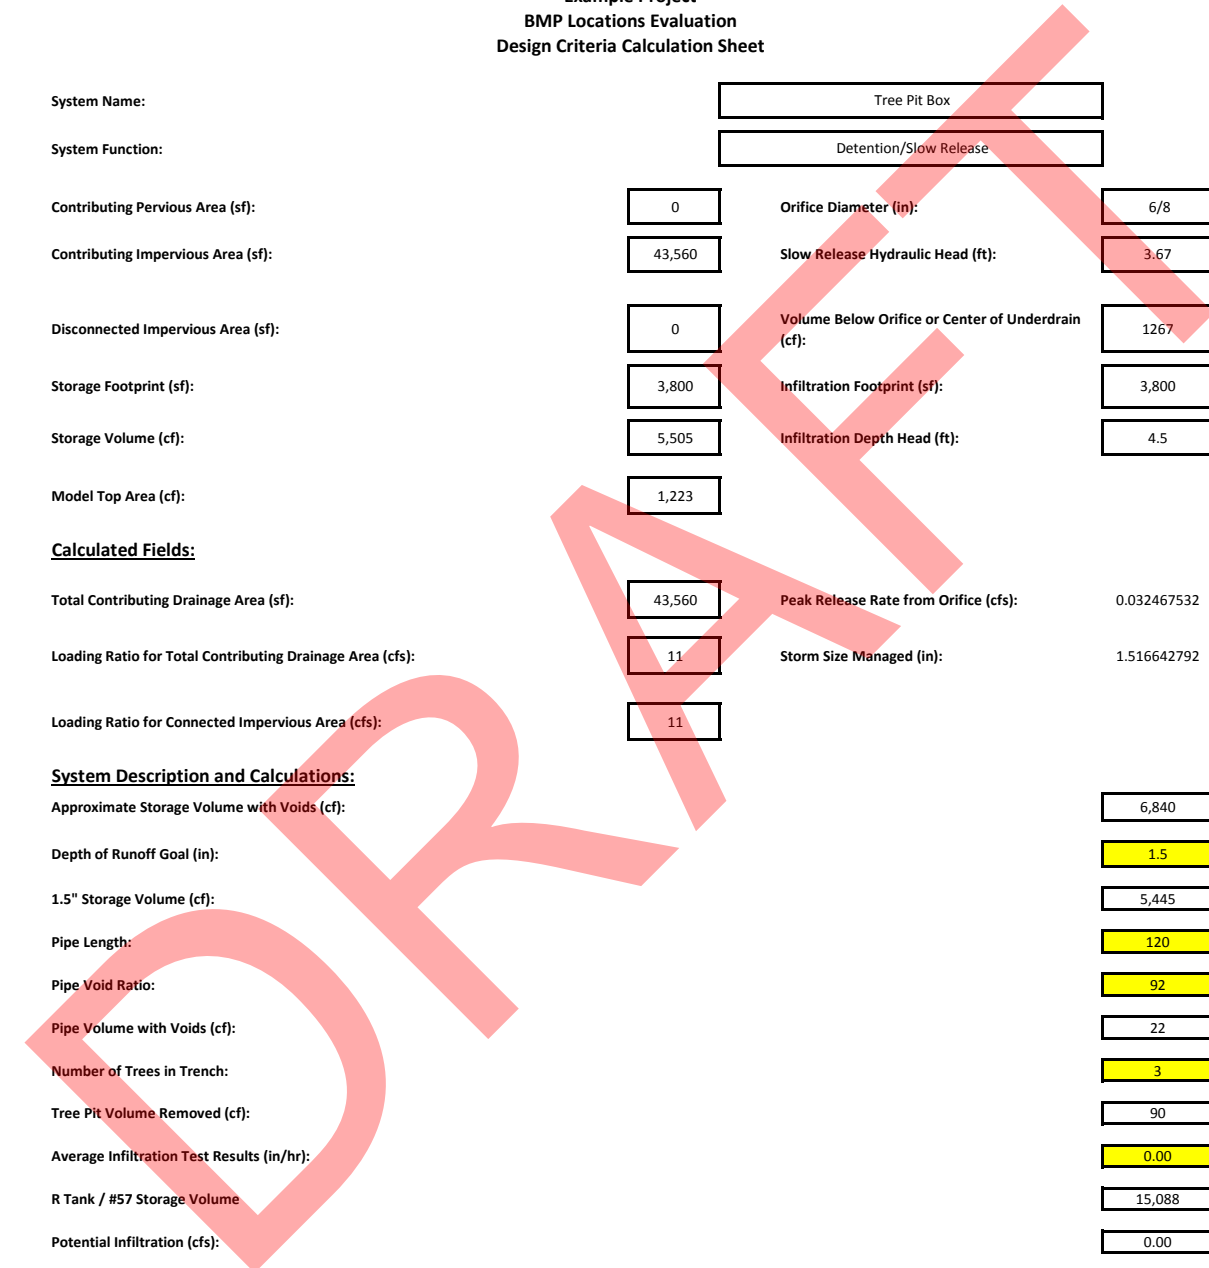 Example Project
BMP Locations Evaluation
Design Criteria Calculation Sheet
System Name: Tree Pit Box
System Function: Detention/Slow Release
Contributing Pervious Area (sf): 0 Orifice Diameter (in): 6/8
Contributing Impervious Area (sf): 43,560 Slow Release Hydraulic Head (ft): 3.67
Disconnected Impervious Area (sf): 0 Volume Below Orifice or Center of Underdrain
(cf): 1267
Storage Footprint (sf): 3,800 Infiltration Footprint (sf): 3,800
Storage Volume (cf): 5,505 Infiltration Depth Head (ft): 4.5
Model Top Area (cf): 1,223
Calculated Fields:
Total Contributing Drainage Area (sf): 43,560 Peak Release Rate from Orifice (cfs): 0.032467532
Loading Ratio for Total Contributing Drainage Area (cfs): 11 Storm Size Managed (in): 1.516642792
Loading Ratio for Connected Impervious Area (cfs): 11
System Description and Calculations:
Approximate Storage Volume with Voids (cf): 6,840
Depth of Runoff Goal (in): 1.5
1.5" Storage Volume (cf): 5,445
Pipe Length: 120
Pipe Void Ratio: 92
Pipe Volume with Voids (cf): 22
Number of Trees in Trench: 3
Tree Pit Volume Removed (cf): 90
Average Infiltration Test Results (in/hr): 0.00
R Tank / #57 Storage Volume 15,088
Potential Infiltration (cfs): 0.00
DRAFT